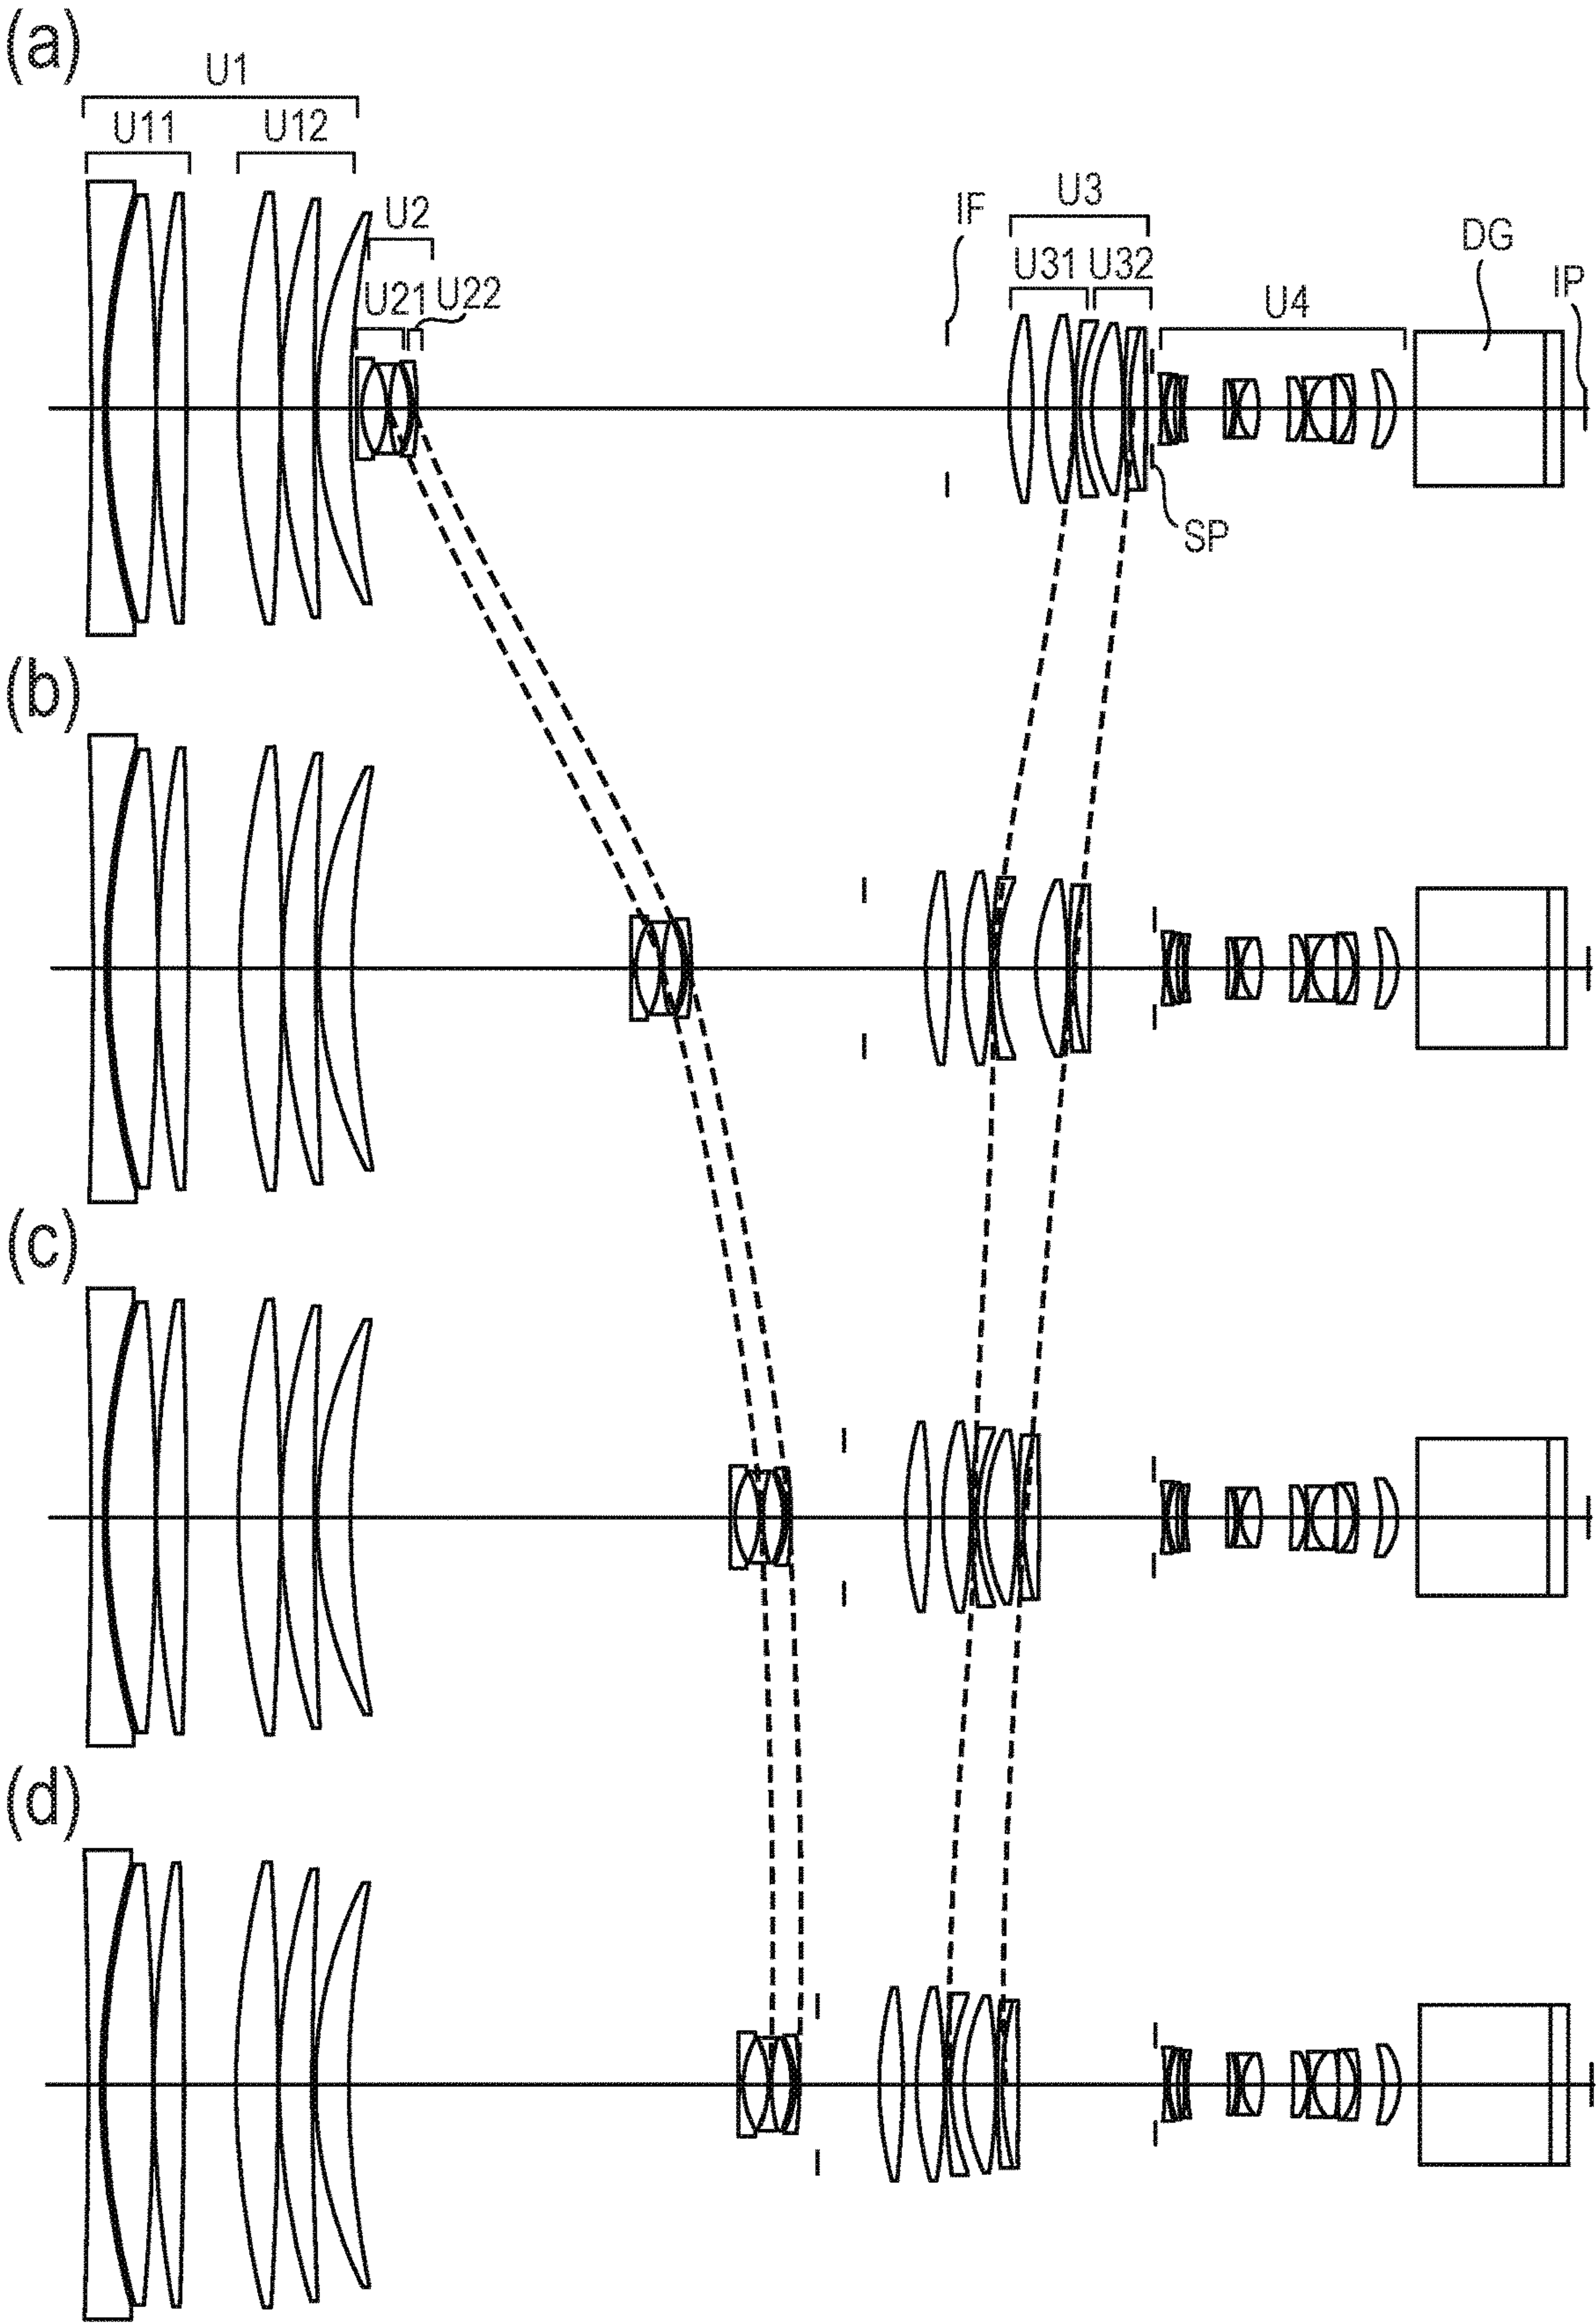 (a)
U1
U11 U12
U2
U21 U22
IF
U3
U31 U32
U4
DG
IP
SP
(b)
(c)
(d)